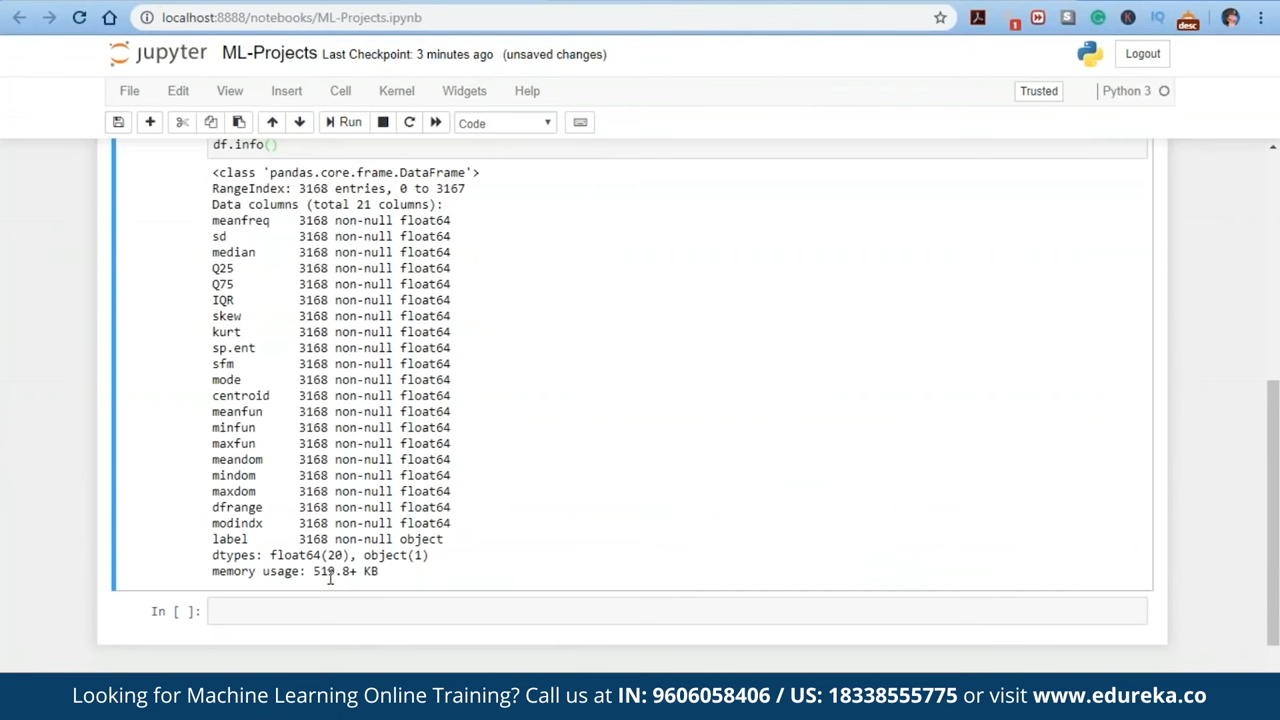 localhost:8888/notebooks/ML-Projects.ipynb
1
S
K
IQ
desc
jupyter ML-Projects Last Checkpoint: 3 minutes ago (unsaved changes)
Logout
File Edit View Insert Cell Kernel Widgets Help
Trusted
Python 3
Run
Code
df.info()
<class 'pandas.core.frame.DataFrame'>
RangeIndex: 3168 entries, 0 to 3167
Data columns (total 21 columns):
meanfreq 3168 non-null float64
sd 3168 non-null float64
median 3168 non-null float64
Q25 3168 non-null float64
Q75 3168 non-null float64
IQR 3168 non-null float64
skew 3168 non-null float64
kurt 3168 non-null float64
sp.ent 3168 non-null float64
sfm 3168 non-null float64
mode 3168 non-null float64
centroid 3168 non-null float64
meanfun 3168 non-null float64
minfun 3168 non-null float64
maxfun 3168 non-null float64
meandom 3168 non-null float64
mindom 3168 non-null float64
maxdom 3168 non-null float64
dfrange 3168 non-null float64
modindx 3168 non-null float64
label 3168 non-null object
dtypes: float64(20), object(1)
memory usage: 519.8+ KB
In [ ]:
Looking for Machine Learning Online Training? Call us at IN: 9606058406 / US: 18338555775 or visit www.edureka.co